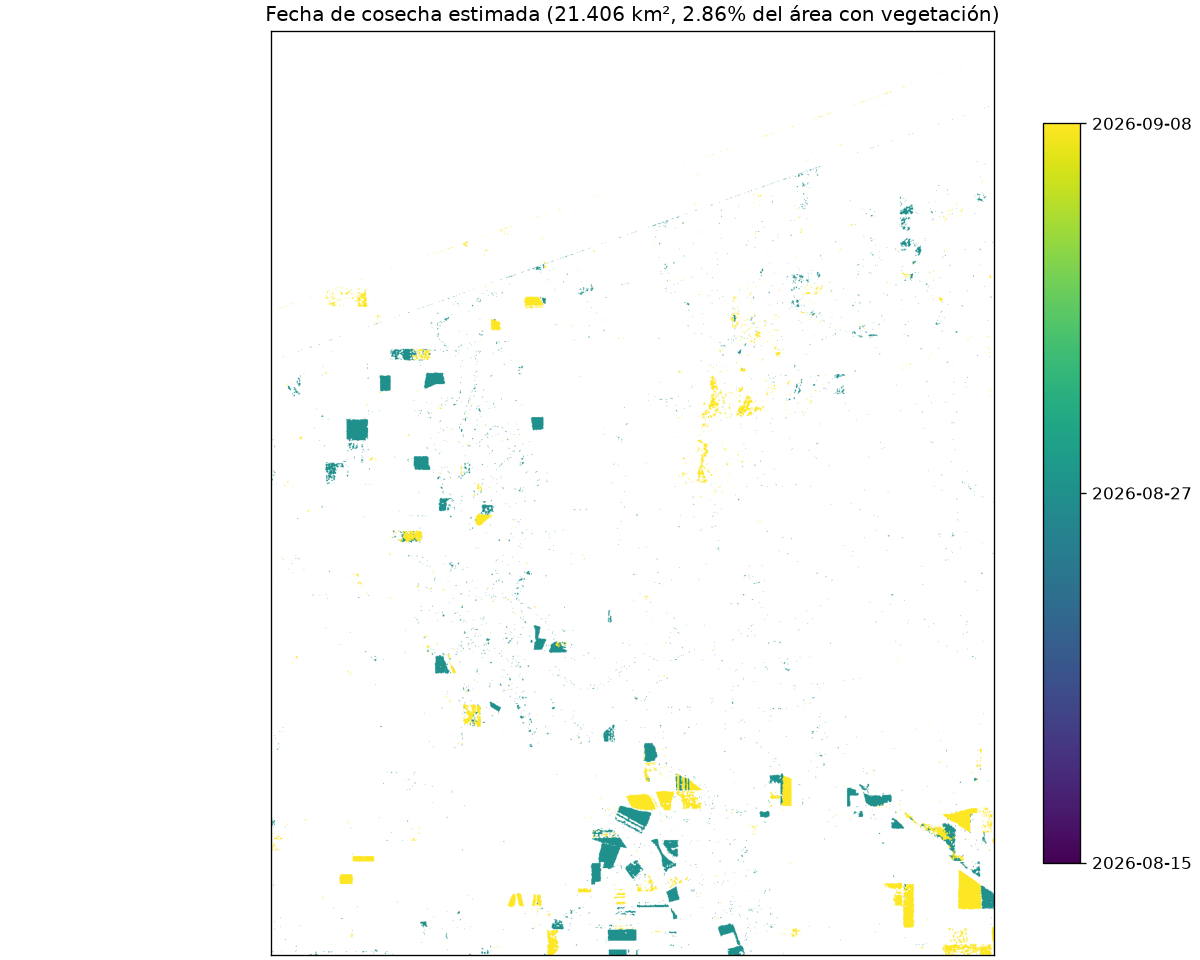 Fecha de cosecha estimada (21.406 km², 2.86% del área con vegetación)
2026-09-08
2026-08-27
2026-08-15